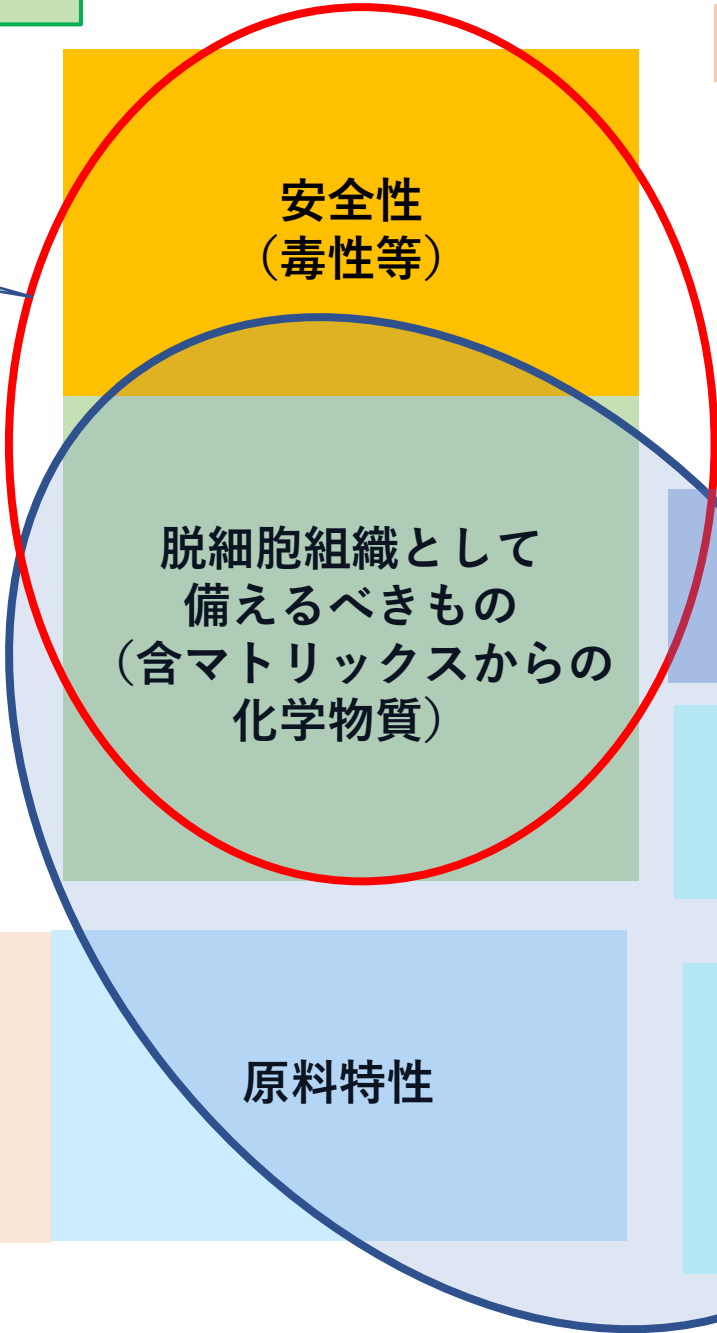 安全性
（毒性等）
脱細胞組織として
備えるべきもの
（含マトリックスからの
化学物質）
原料特性